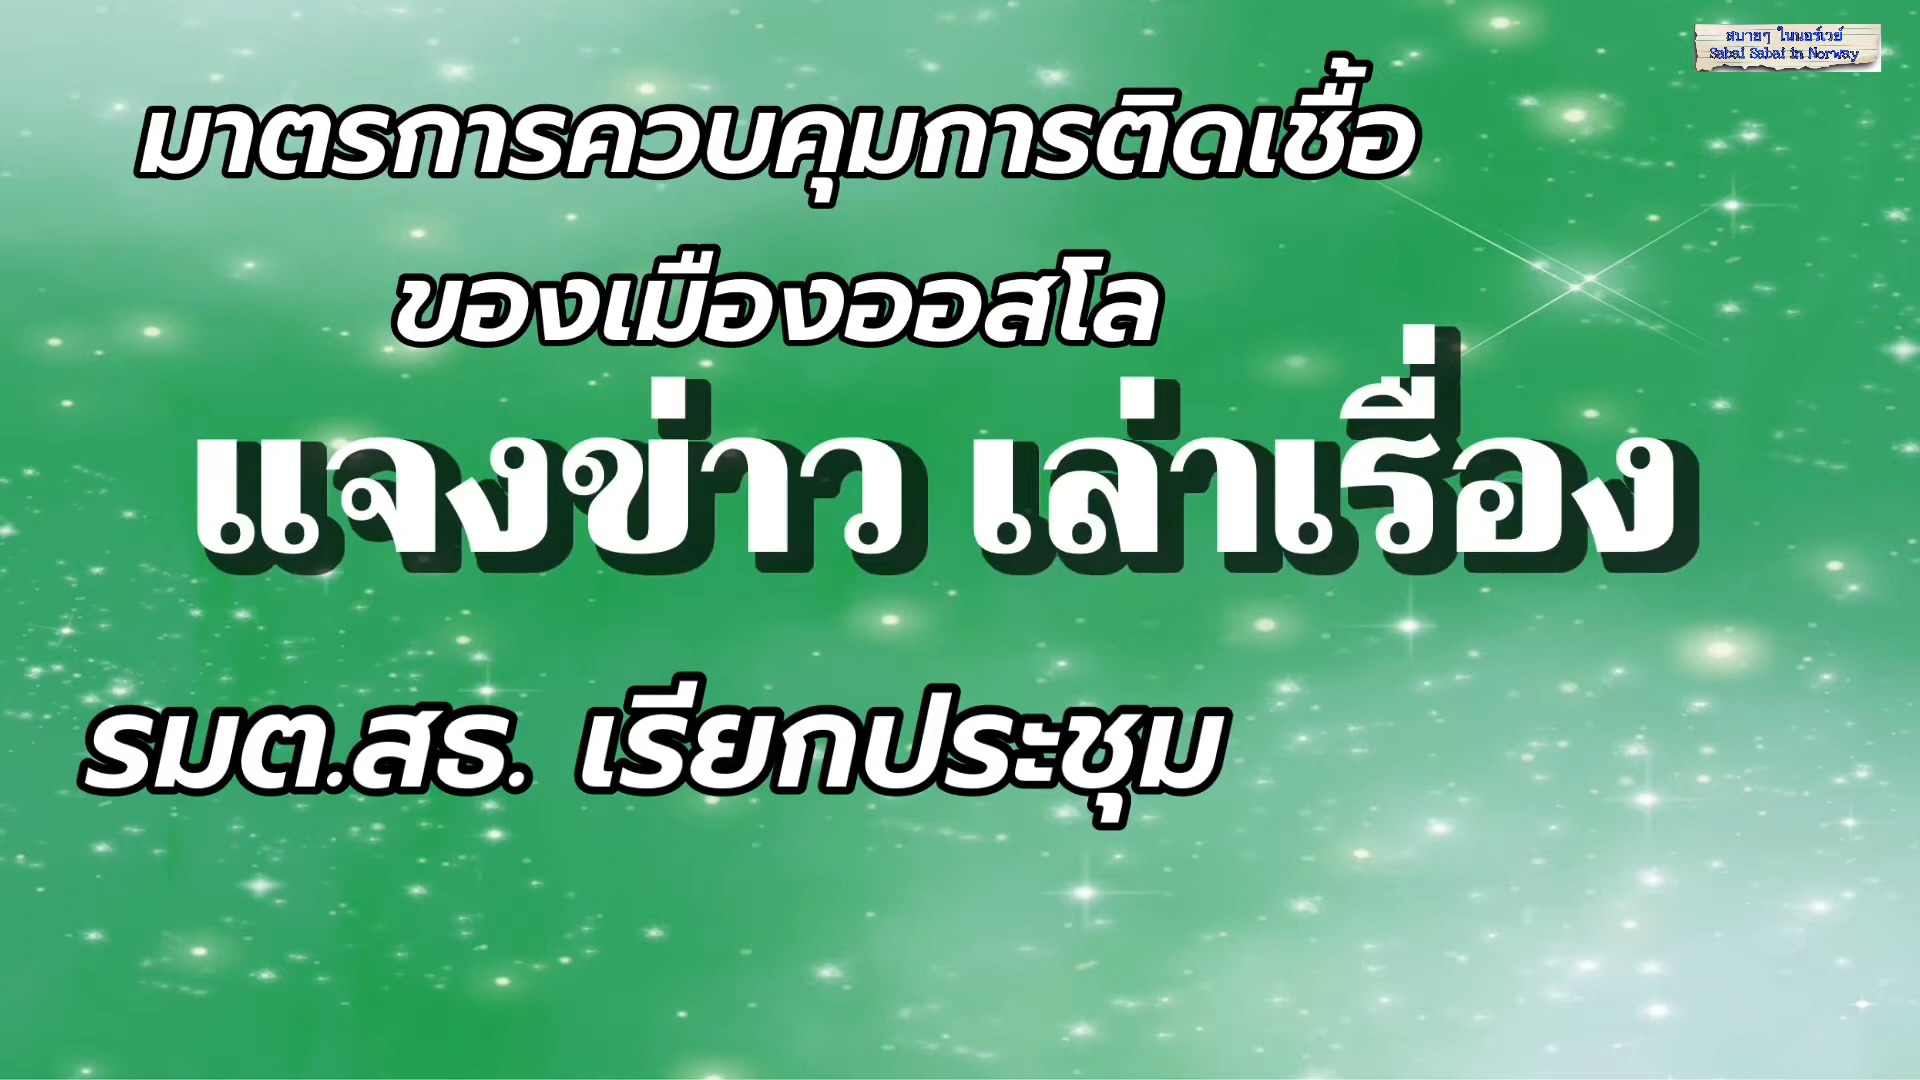 สบายๆ ในนอร์เวย์
Sabai Sabai in Norway
มาตรการควบคุมการติดเชื้อ
ของเมืองออสโล
แจงข่าว เล่าเรื่อง
รมต.สธ. เรียกประชุม